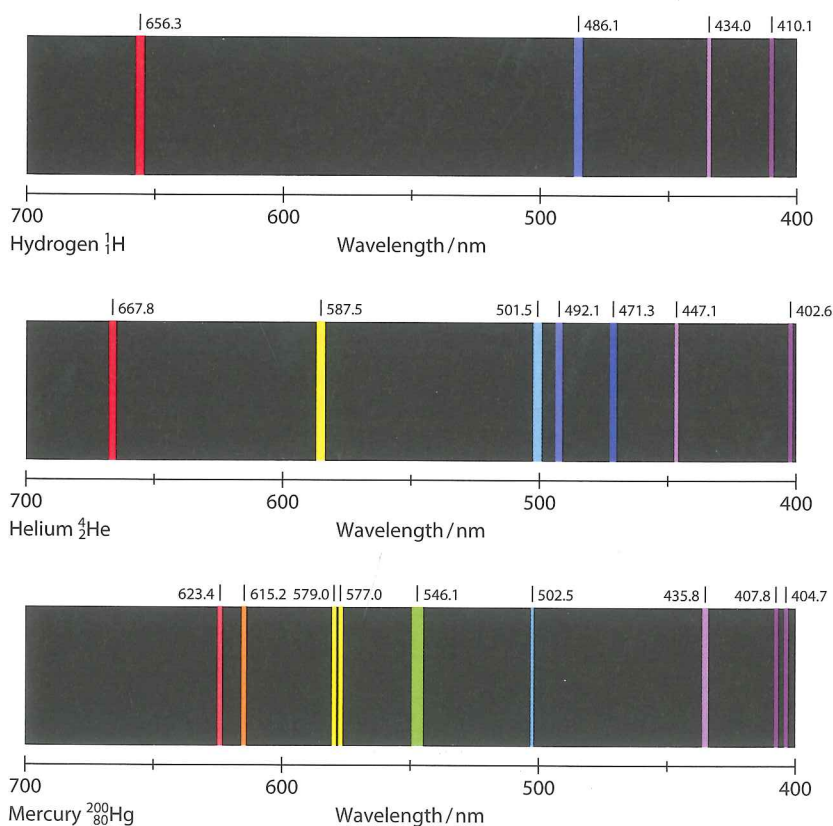 656.3 486.1 434.0 410.1
700 600 500 400
Hydrogen ¹₁H Wavelength/nm
667.8 587.5 501.5 492.1 471.3 447.1 402.6
700 600 500 400
Helium ⁴₂He Wavelength/nm
623.4 615.2 579.0 577.0 546.1 502.5 435.8 407.8 404.7
700 600 500 400
Mercury ²⁰⁰₈₀Hg Wavelength/nm